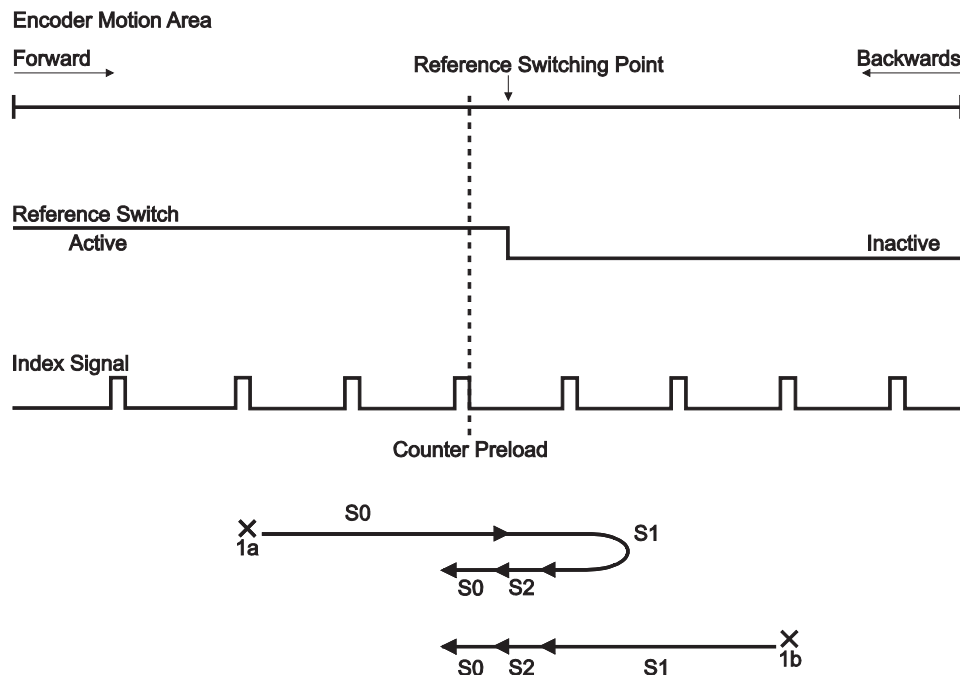 Encoder Motion Area
Forward
Reference Switching Point
Backwards
Reference Switch
Active
Inactive
Index Signal
Counter Preload
S0
1a
S1
S0
S2
1b
S0
S2
S1